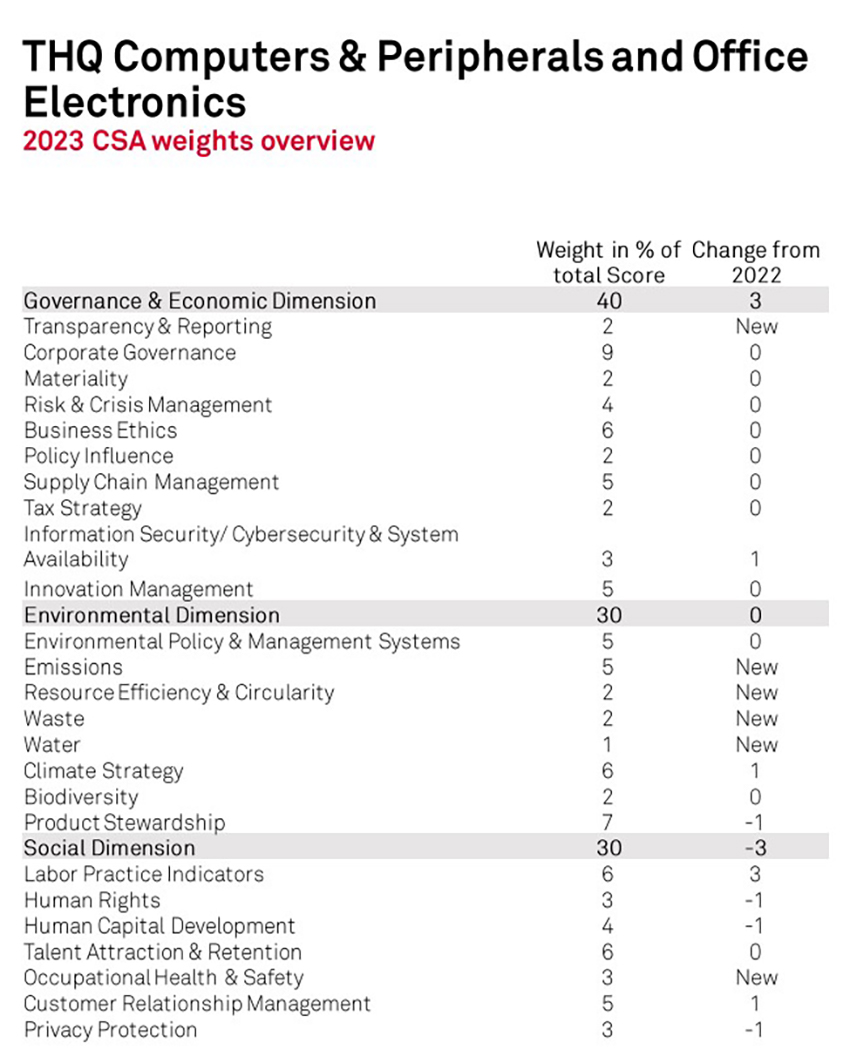 THQ Computers & Peripherals and Office
Electronics
2023 CSA weights overview
Weight in % of Change from
total Score 2022
Governance & Economic Dimension 40 3
Transparency & Reporting 2 New
Corporate Governance 9 0
Materiality 2 0
Risk & Crisis Management 4 0
Business Ethics 6 0
Policy Influence 2 0
Supply Chain Management 5 0
Tax Strategy 2 0
Information Security/ Cybersecurity & System
Availability 3 1
Innovation Management 5 0
Environmental Dimension 30 0
Environmental Policy & Management Systems 5 0
Emissions 5 New
Resource Efficiency & Circularity 2 New
Waste 2 New
Water 1 New
Climate Strategy 6 1
Biodiversity 2 0
Product Stewardship 7 -1
Social Dimension 30 -3
Labor Practice Indicators 6 3
Human Rights 3 -1
Human Capital Development 4 -1
Talent Attraction & Retention 6 0
Occupational Health & Safety 3 New
Customer Relationship Management 5 1
Privacy Protection 3 -1